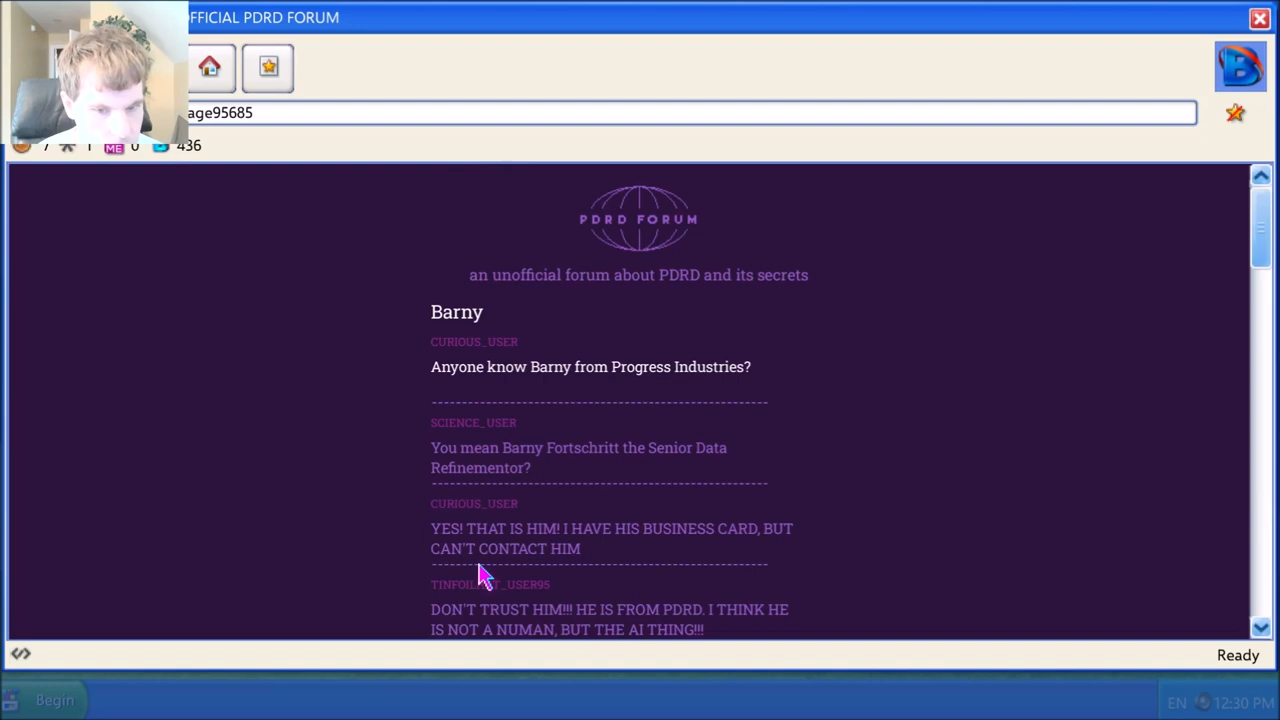 OFFICIAL PDRD FORUM
age95685
7 1 ME 0 436
PDRD FORUM
an unofficial forum about PDRD and its secrets
Barny
CURIOUS_USER
Anyone know Barny from Progress Industries?
SCIENCE_USER
You mean Barny Fortschritt the Senior Data
Refinementor?
CURIOUS_USER
YES! THAT IS HIM! I HAVE HIS BUSINESS CARD, BUT
CAN'T CONTACT HIM
_USER95
DON'T TRUST HIM!!! HE IS FROM PDRD. I THINK HE
IS NOT A NUMAN, BUT THE AI THING!!!
Ready
Begin
EN 12:30 PM